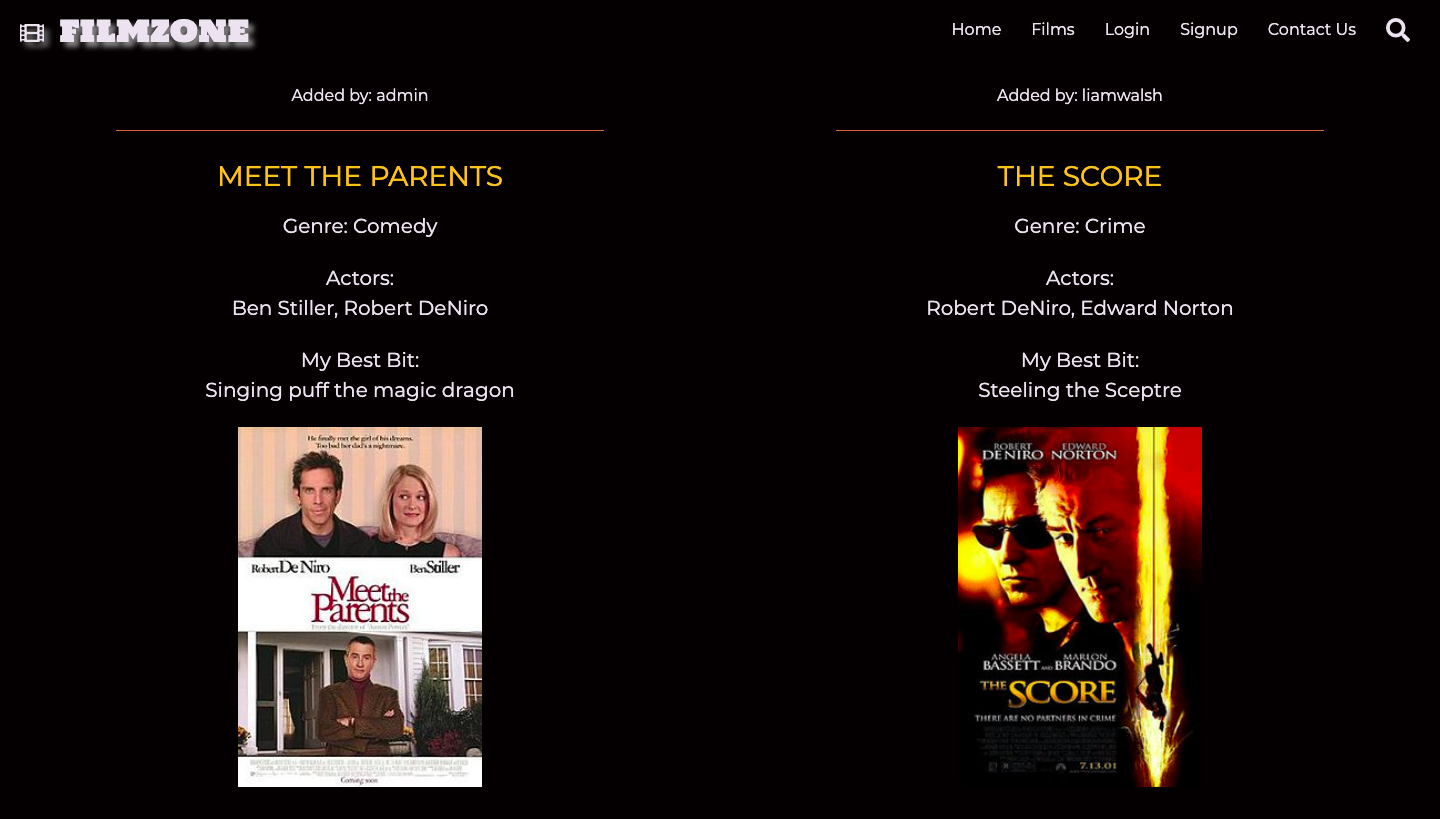 FILMZONE
Home
Films
Login
Signup
Contact Us
Added by: admin
MEET THE PARENTS
Genre: Comedy
Actors:
Ben Stiller, Robert DeNiro
My Best Bit:
Singing puff the magic dragon
He finally met the girl of his dreams.
Too bad her dad's a nightmare.
Robert De Niro
Ben Stiller
Meet the
Parents
From the director of "Austin Powers"
Coming soon
Added by: liamwalsh
THE SCORE
Genre: Crime
Actors:
Robert DeNiro, Edward Norton
My Best Bit:
Steeling the Sceptre
ROBERT DE NIRO
EDWARD NORTON
ANGELA BASSETT AND MARLON BRANDO
THE SCORE
THERE ARE NO PARTNERS IN CRIME
7.13.01